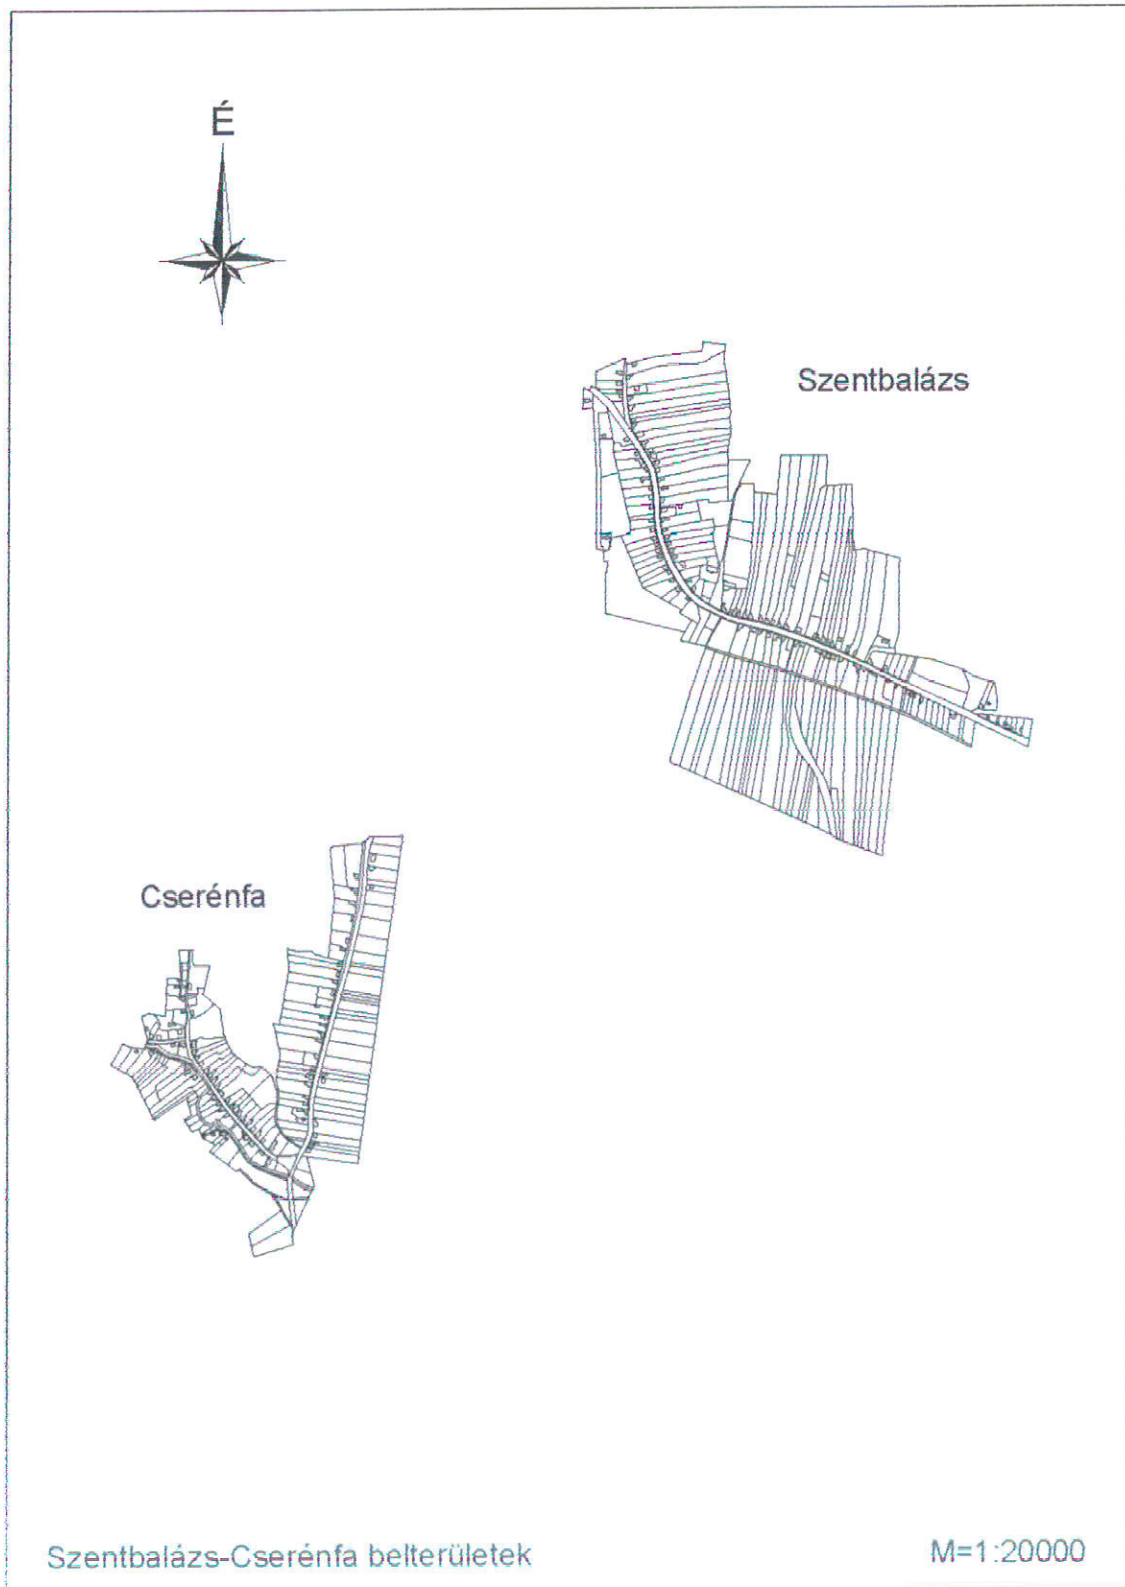 É
Szentbalázs
Cserénfa
Szentbalázs-Cserénfa belterületek
M=1:20000